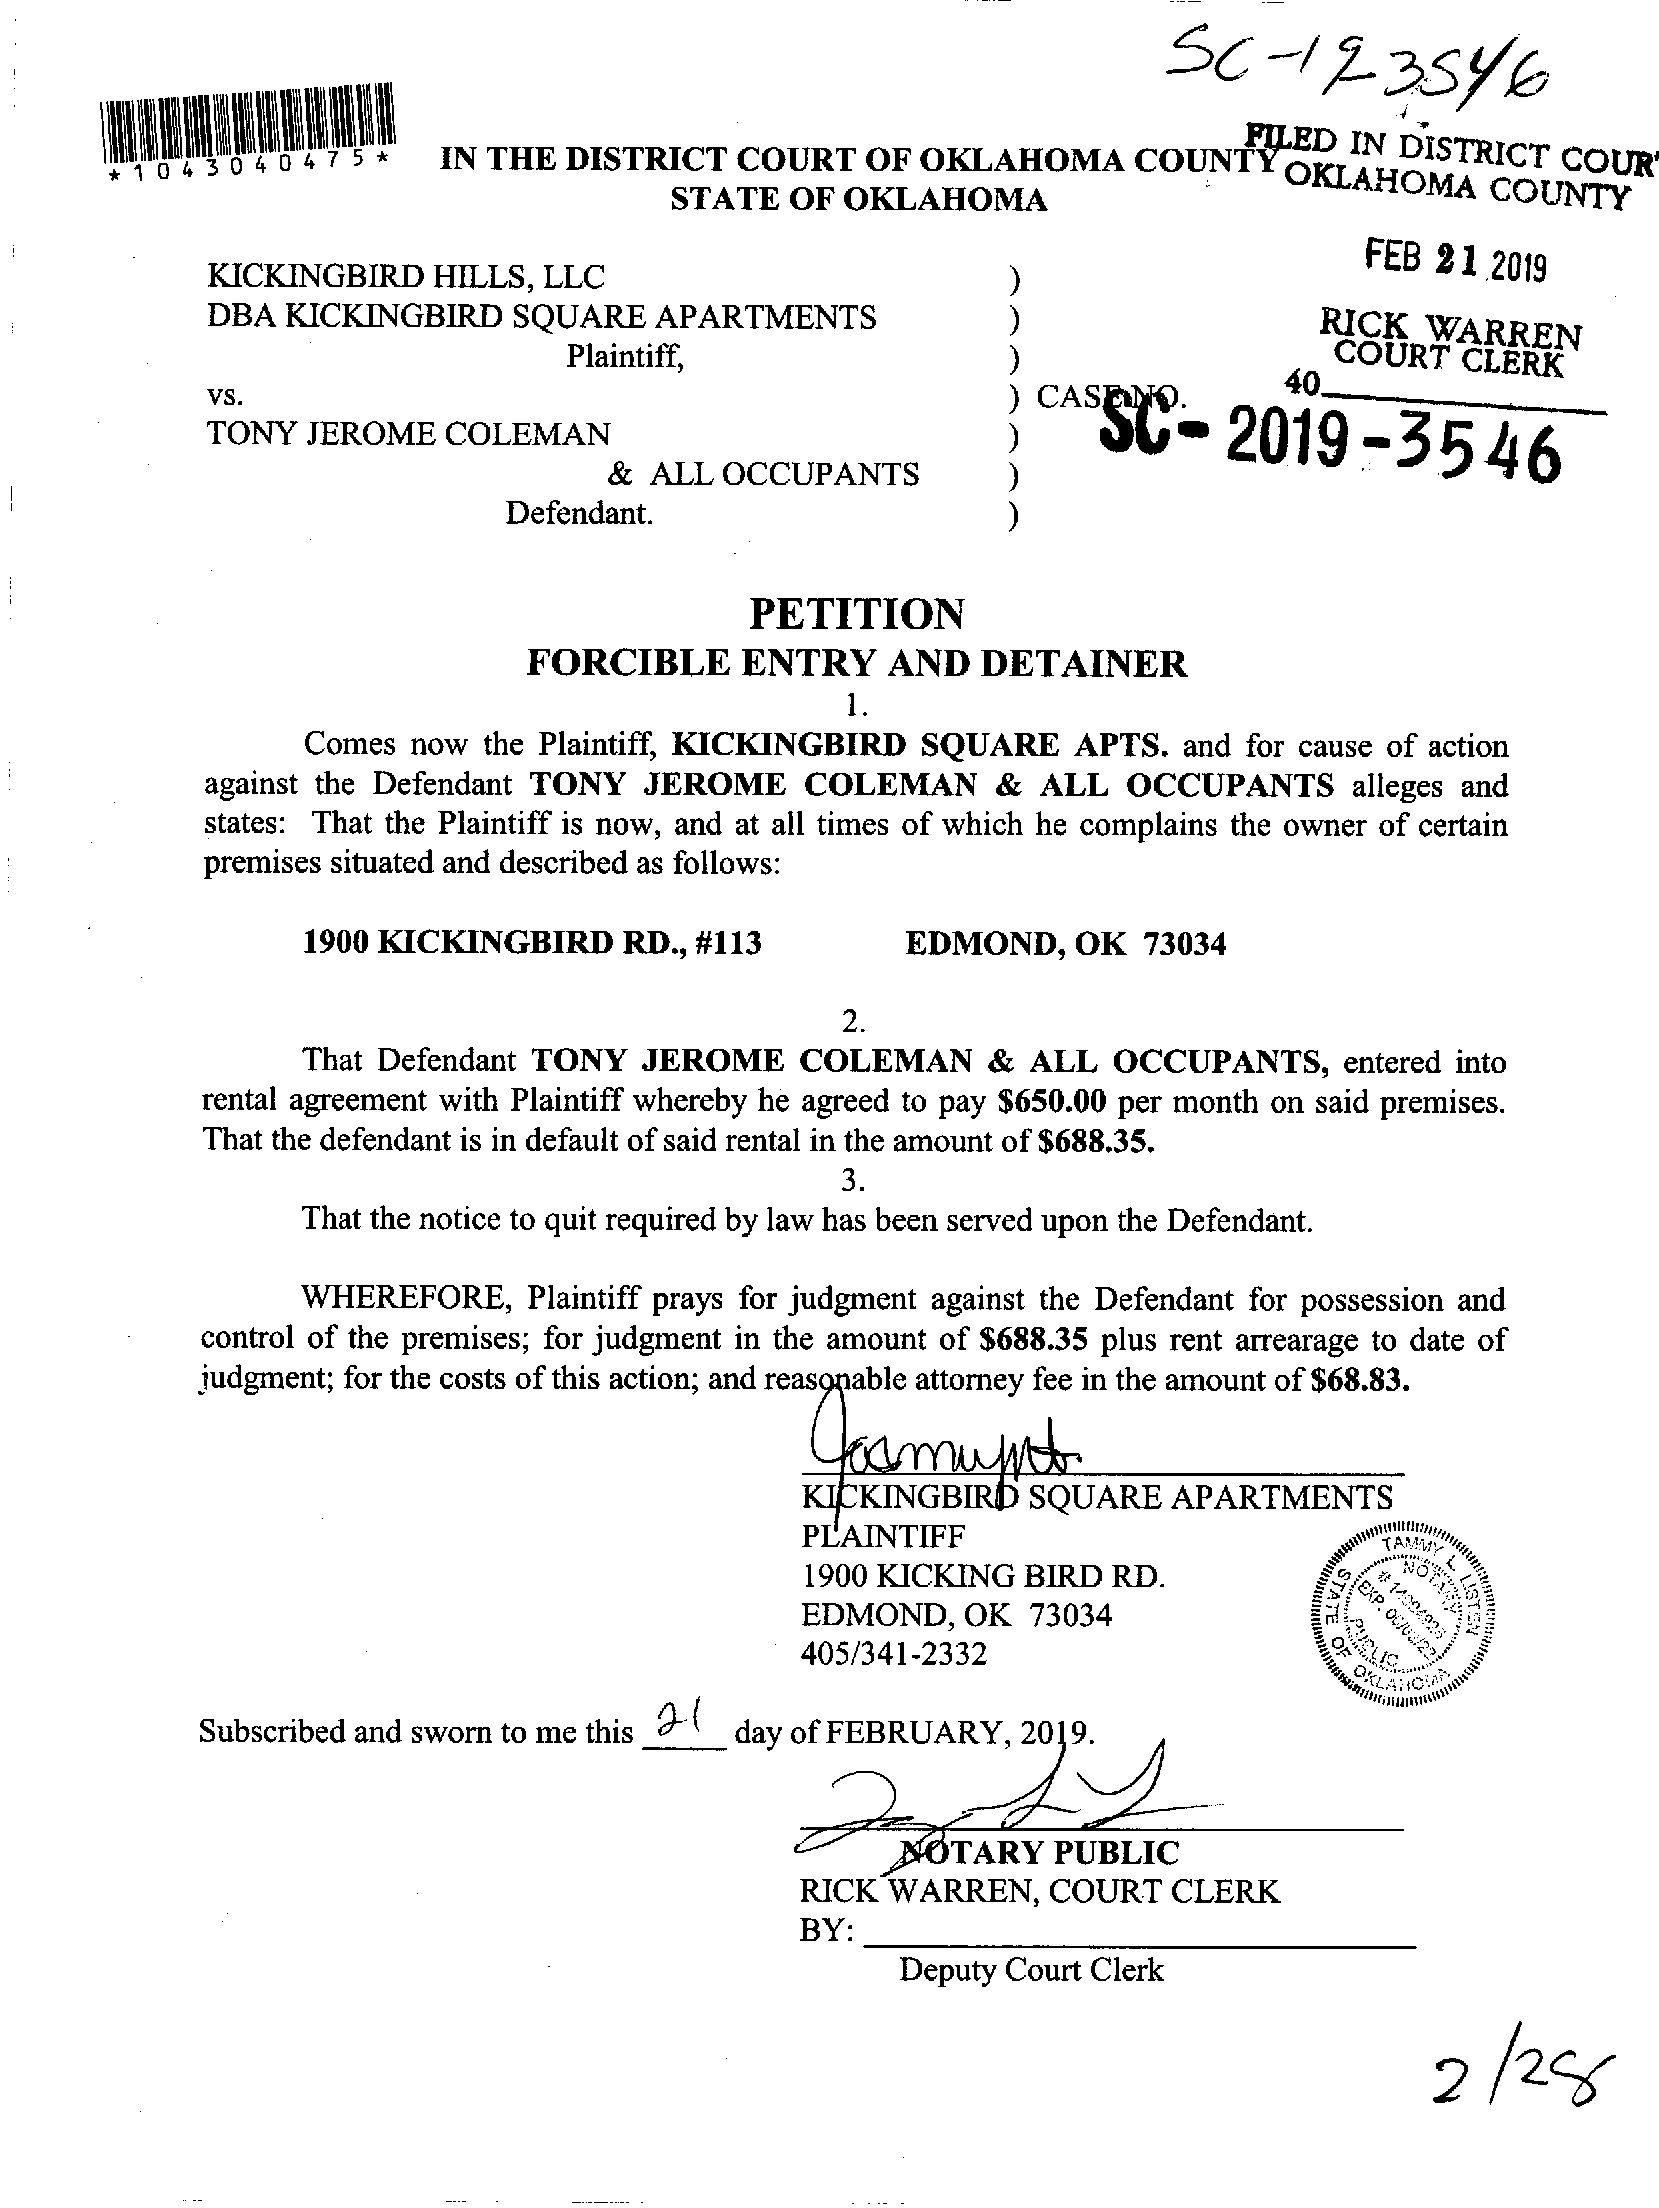 SC-193546
*1043040475*
IN THE DISTRICT COURT OF OKLAHOMA COUNTY
STATE OF OKLAHOMA
FILED IN DISTRICT COUR
OKLAHOMA COUNTY
FEB 21 2019
RICK WARREN
COURT CLERK
40
KICKINGBIRD HILLS, LLC )
DBA KICKINGBIRD SQUARE APARTMENTS )
Plaintiff, )
vs. ) CASE NO.
SC-2019-3546
TONY JEROME COLEMAN )
& ALL OCCUPANTS )
Defendant. )
PETITION
FORCIBLE ENTRY AND DETAINER
1.
Comes now the Plaintiff, KICKINGBIRD SQUARE APTS. and for cause of action
against the Defendant TONY JEROME COLEMAN & ALL OCCUPANTS alleges and
states: That the Plaintiff is now, and at all times of which he complains the owner of certain
premises situated and described as follows:
1900 KICKINGBIRD RD., #113 EDMOND, OK 73034
2.
That Defendant TONY JEROME COLEMAN & ALL OCCUPANTS, entered into
rental agreement with Plaintiff whereby he agreed to pay $650.00 per month on said premises.
That the defendant is in default of said rental in the amount of $688.35.
3.
That the notice to quit required by law has been served upon the Defendant.
WHEREFORE, Plaintiff prays for judgment against the Defendant for possession and
control of the premises; for judgment in the amount of $688.35 plus rent arrearage to date of
judgment; for the costs of this action; and reasonable attorney fee in the amount of $68.83.
KICKINGBIRD SQUARE APARTMENTS
PLAINTIFF
1900 KICKING BIRD RD.
EDMOND, OK 73034
405/341-2332
TAMMY L. LISTEN
NOTARY
PUBLIC
STATE OF OKLAHOMA
Subscribed and sworn to me this 21 day of FEBRUARY, 2019.
NOTARY PUBLIC
RICK WARREN, COURT CLERK
BY:
Deputy Court Clerk
2/28